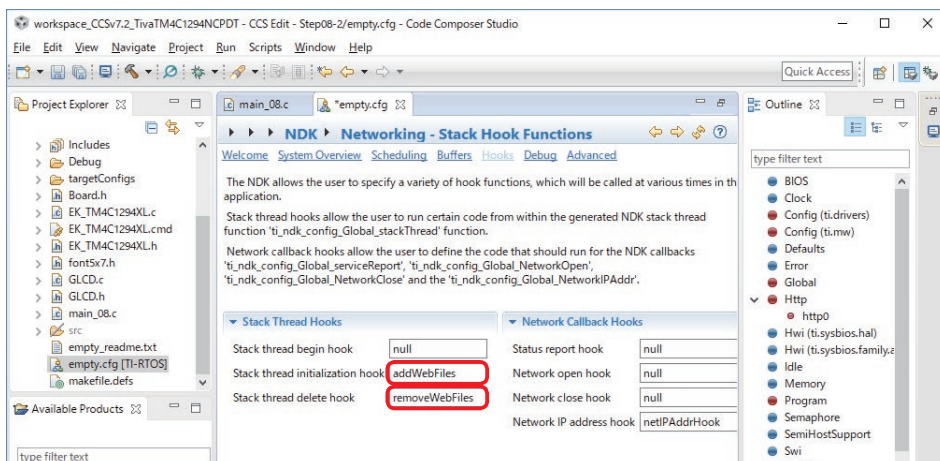 workspace_CCSv7.2_TivaTM4C1294NCPDT - CCS Edit - Step08-2/empty.cfg - Code Composer Studio
File Edit View Navigate Project Run Scripts Window Help
Quick Access
Project Explorer
Includes
Debug
targetConfigs
Board.h
EK_TM4C1294XL.c
EK_TM4C1294XL.cmd
EK_TM4C1294XL.h
font5x7.h
GLCD.c
GLCD.h
main_08.c
src
empty_readme.txt
empty.cfg [TI-RTOS]
makefile.defs
Available Products
type filter text
main_08.c *empty.cfg
NDK Networking - Stack Hook Functions
Welcome System Overview Scheduling Buffers Hooks Debug Advanced
The NDK allows the user to specify a variety of hook functions, which will be called at various times in th
application.
Stack thread hooks allow the user to run certain code from within the generated NDK stack thread
function 'ti_ndk_config_Global_stackThread' function.
Network callback hooks allow the user to define the code that should run for the NDK callbacks
'ti_ndk_config_Global_serviceReport', 'ti_ndk_config_Global_NetworkOpen',
'ti_ndk_config_Global_NetworkClose' and the 'ti_ndk_config_Global_NetworkIPAddr'.
Stack Thread Hooks
Stack thread begin hook null
Stack thread initialization hook addWebFiles
Stack thread delete hook removeWebFiles
Network Callback Hooks
Status report hook null
Network open hook null
Network close hook null
Network IP address hook netIPAddrHook
Outline
type filter text
BIOS
Clock
Config (ti.drivers)
Config (ti.mw)
Defaults
Error
Global
Http
http0
Hwi (ti.sysbios.hal)
Hwi (ti.sysbios.family.a
Idle
Memory
Program
Semaphore
SemiHostSupport
Swi